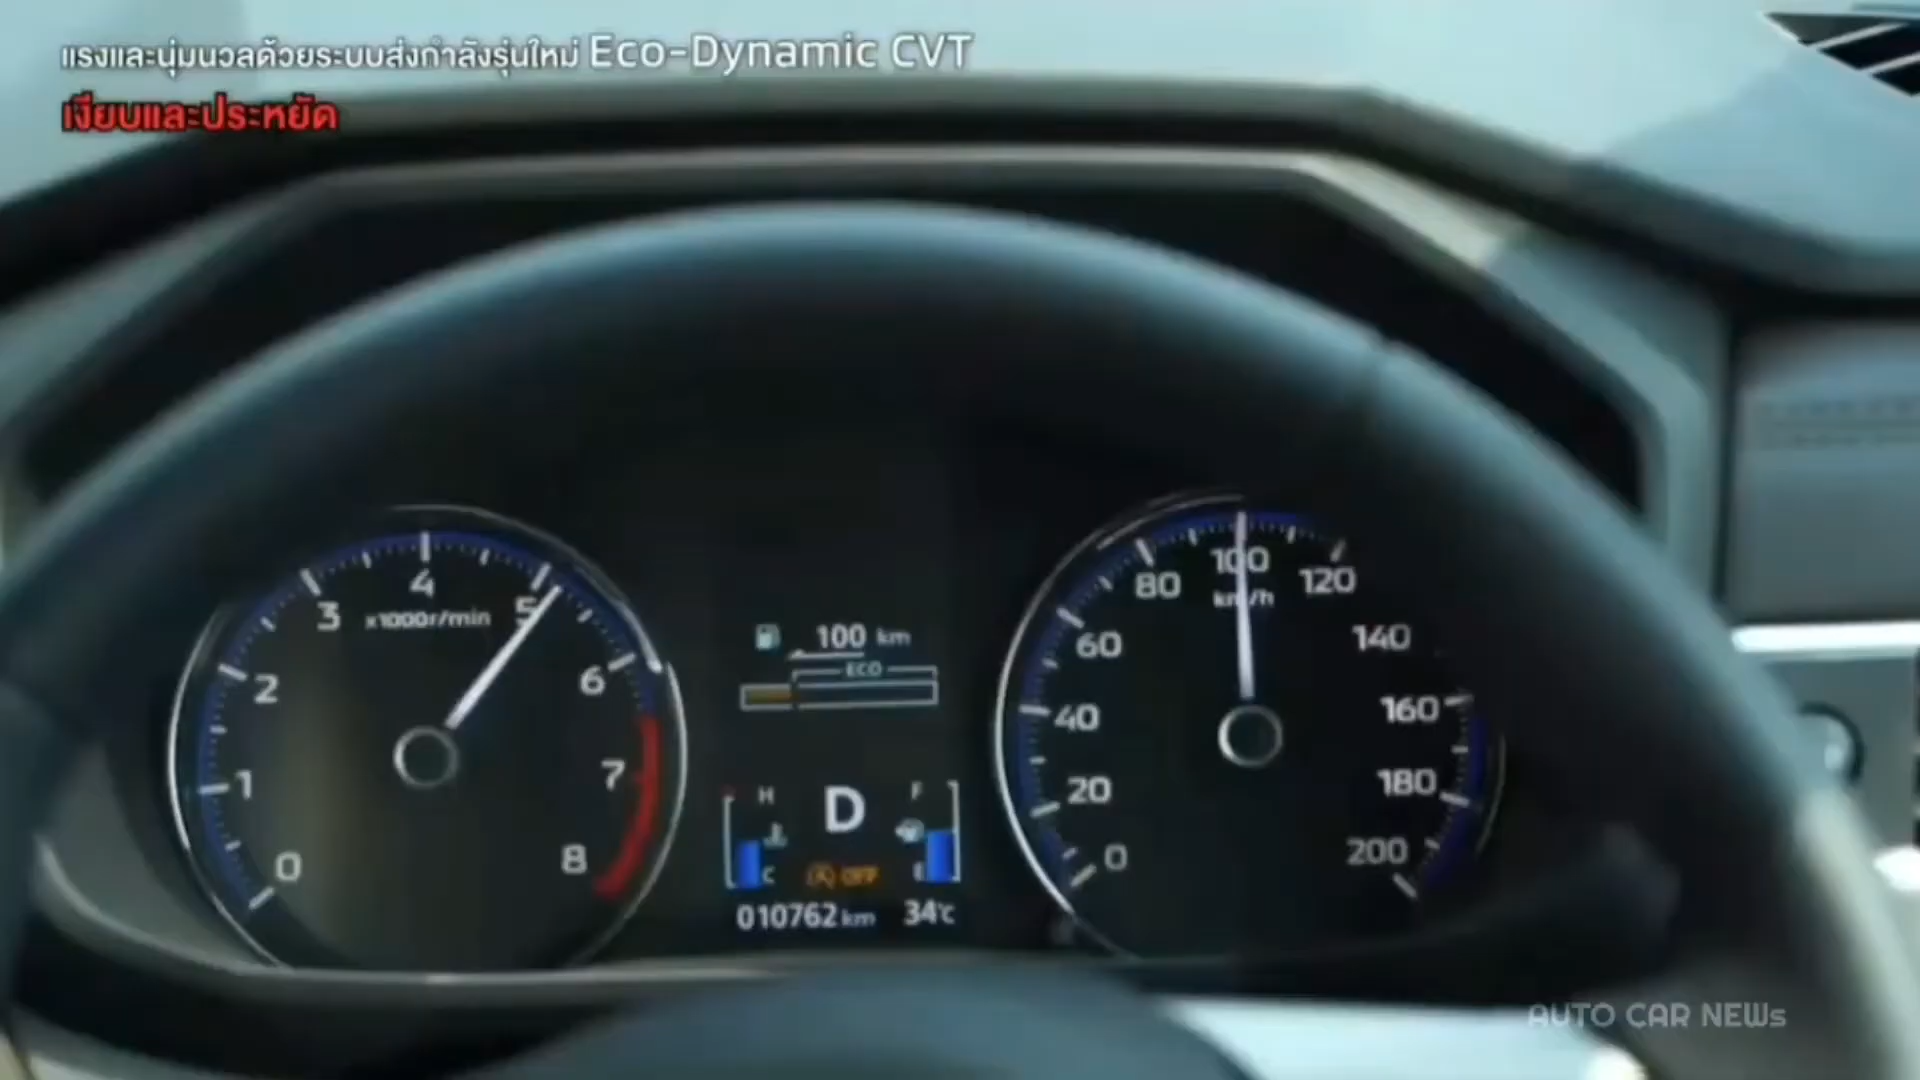 แรงและนุ่มนวลด้วยระบบส่งกำลังรุ่นใหม่ Eco-Dynamic CVT
เงียบและประหยัด
0 1 2 3 4 5 6 7 8
x1000r/min
100 km
ECO
H
C
D
F
E
OFF
010762 km 34°C
0 20 40 60 80 100 120 140 160 180 200
km/h
AUTO CAR NEWs